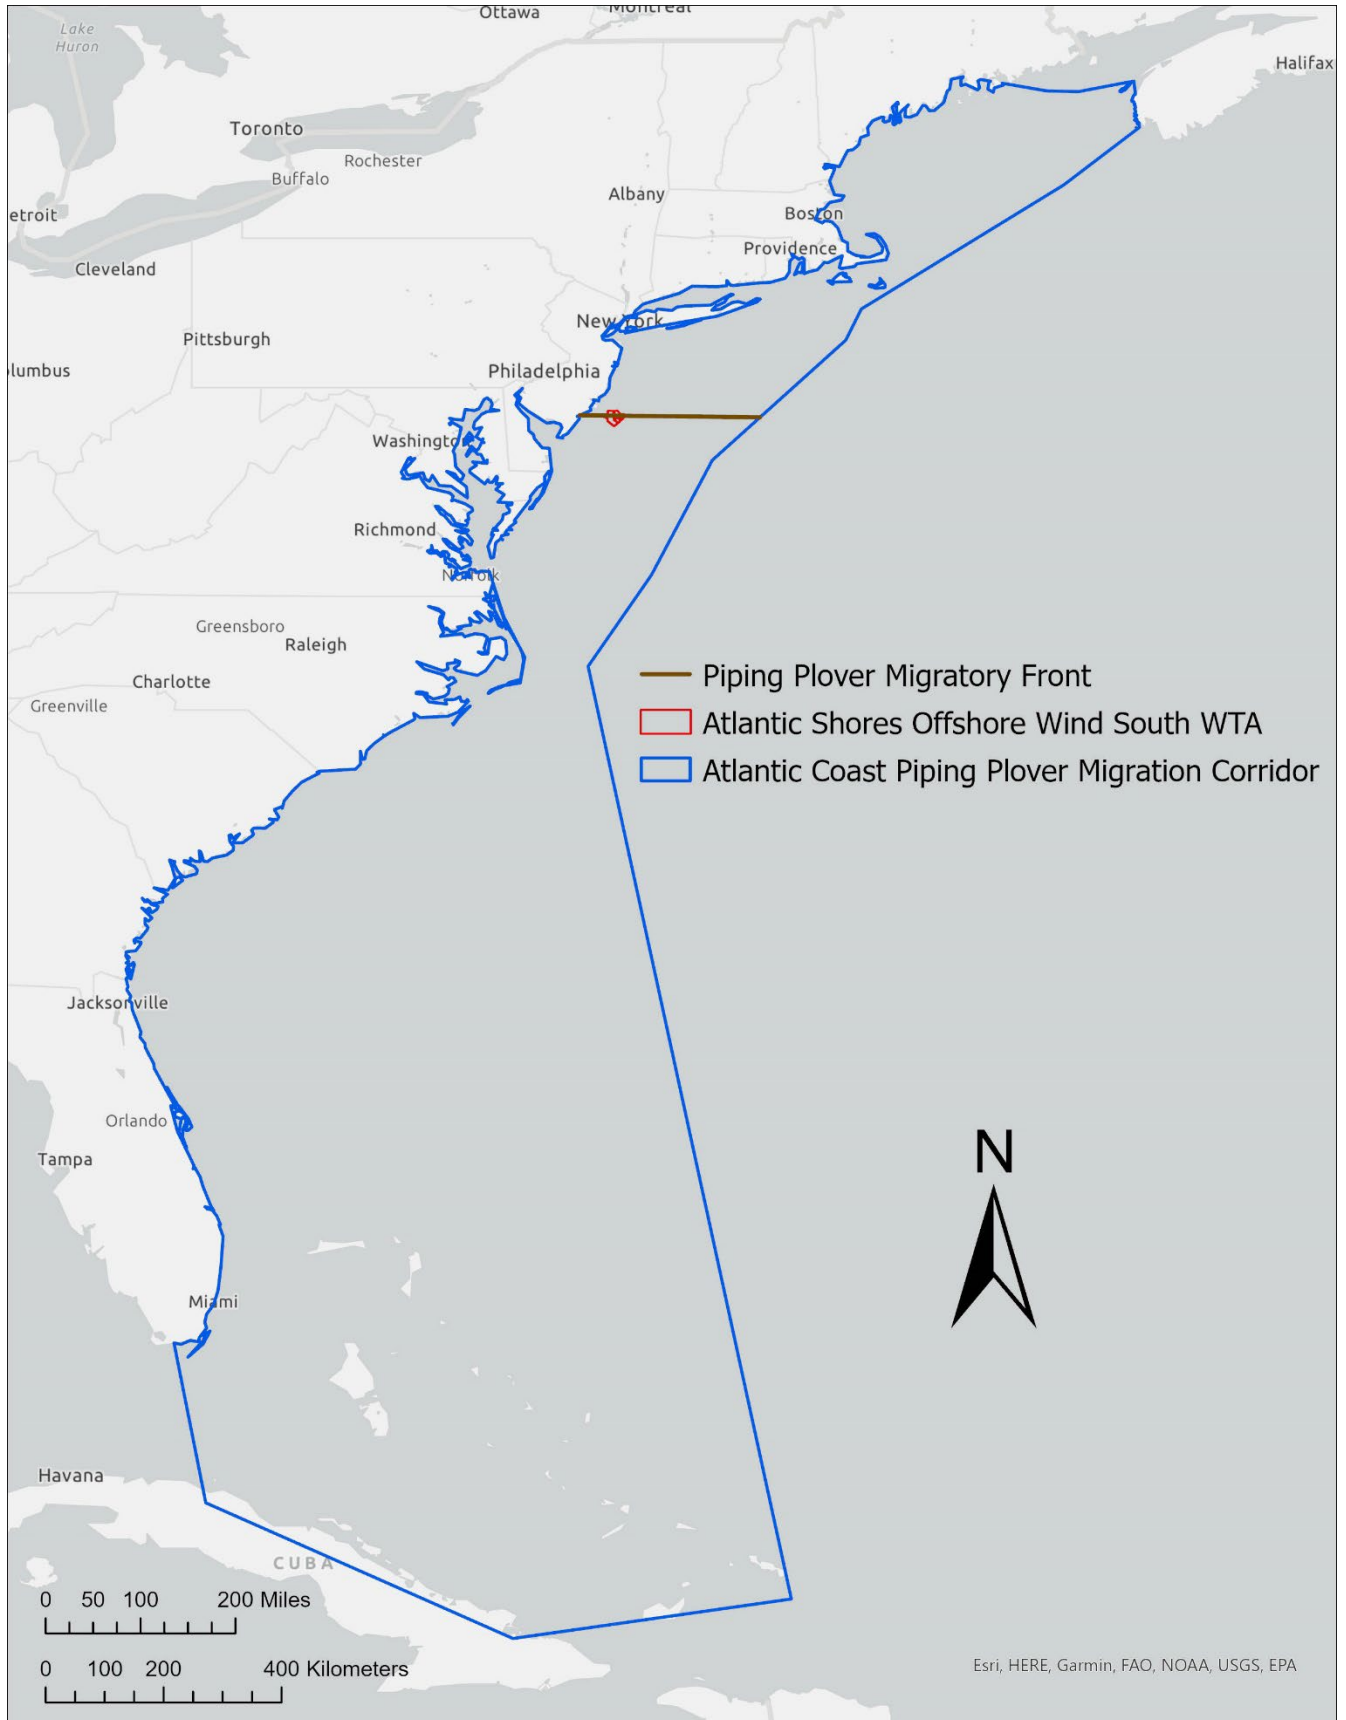 Ottawa
Montreal
Lake
Huron
Halifax
Toronto
Rochester
Buffalo
Albany
Boston
etroit
Providence
Cleveland
New York
Pittsburgh
olumbus
Philadelphia
Washingto
Richmond
Norfolk
Greensboro
Raleigh
Piping Plover Migratory Front
Charlotte
Greenville
Atlantic Shores Offshore Wind South WTA
Atlantic Coast Piping Plover Migration Corridor
Jacksonville
Orlando
Tampa
N
Miami
Havana
CUBA
0 50 100 200 Miles
0 100 200 400 Kilometers
Esri, HERE, Garmin, FAO, NOAA, USGS, EPA